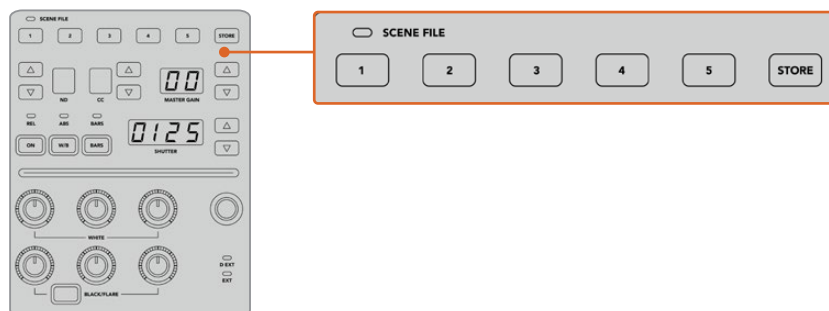 SCENE FILE
1 2 3 4 5 STORE
ND CC 00
MASTER GAIN
REL ABS BARS
ON W/B BARS 0125
SHUTTER
WHITE
D EXT
EXT
BLACK/FLARE
SCENE FILE
1 2 3 4 5 STORE